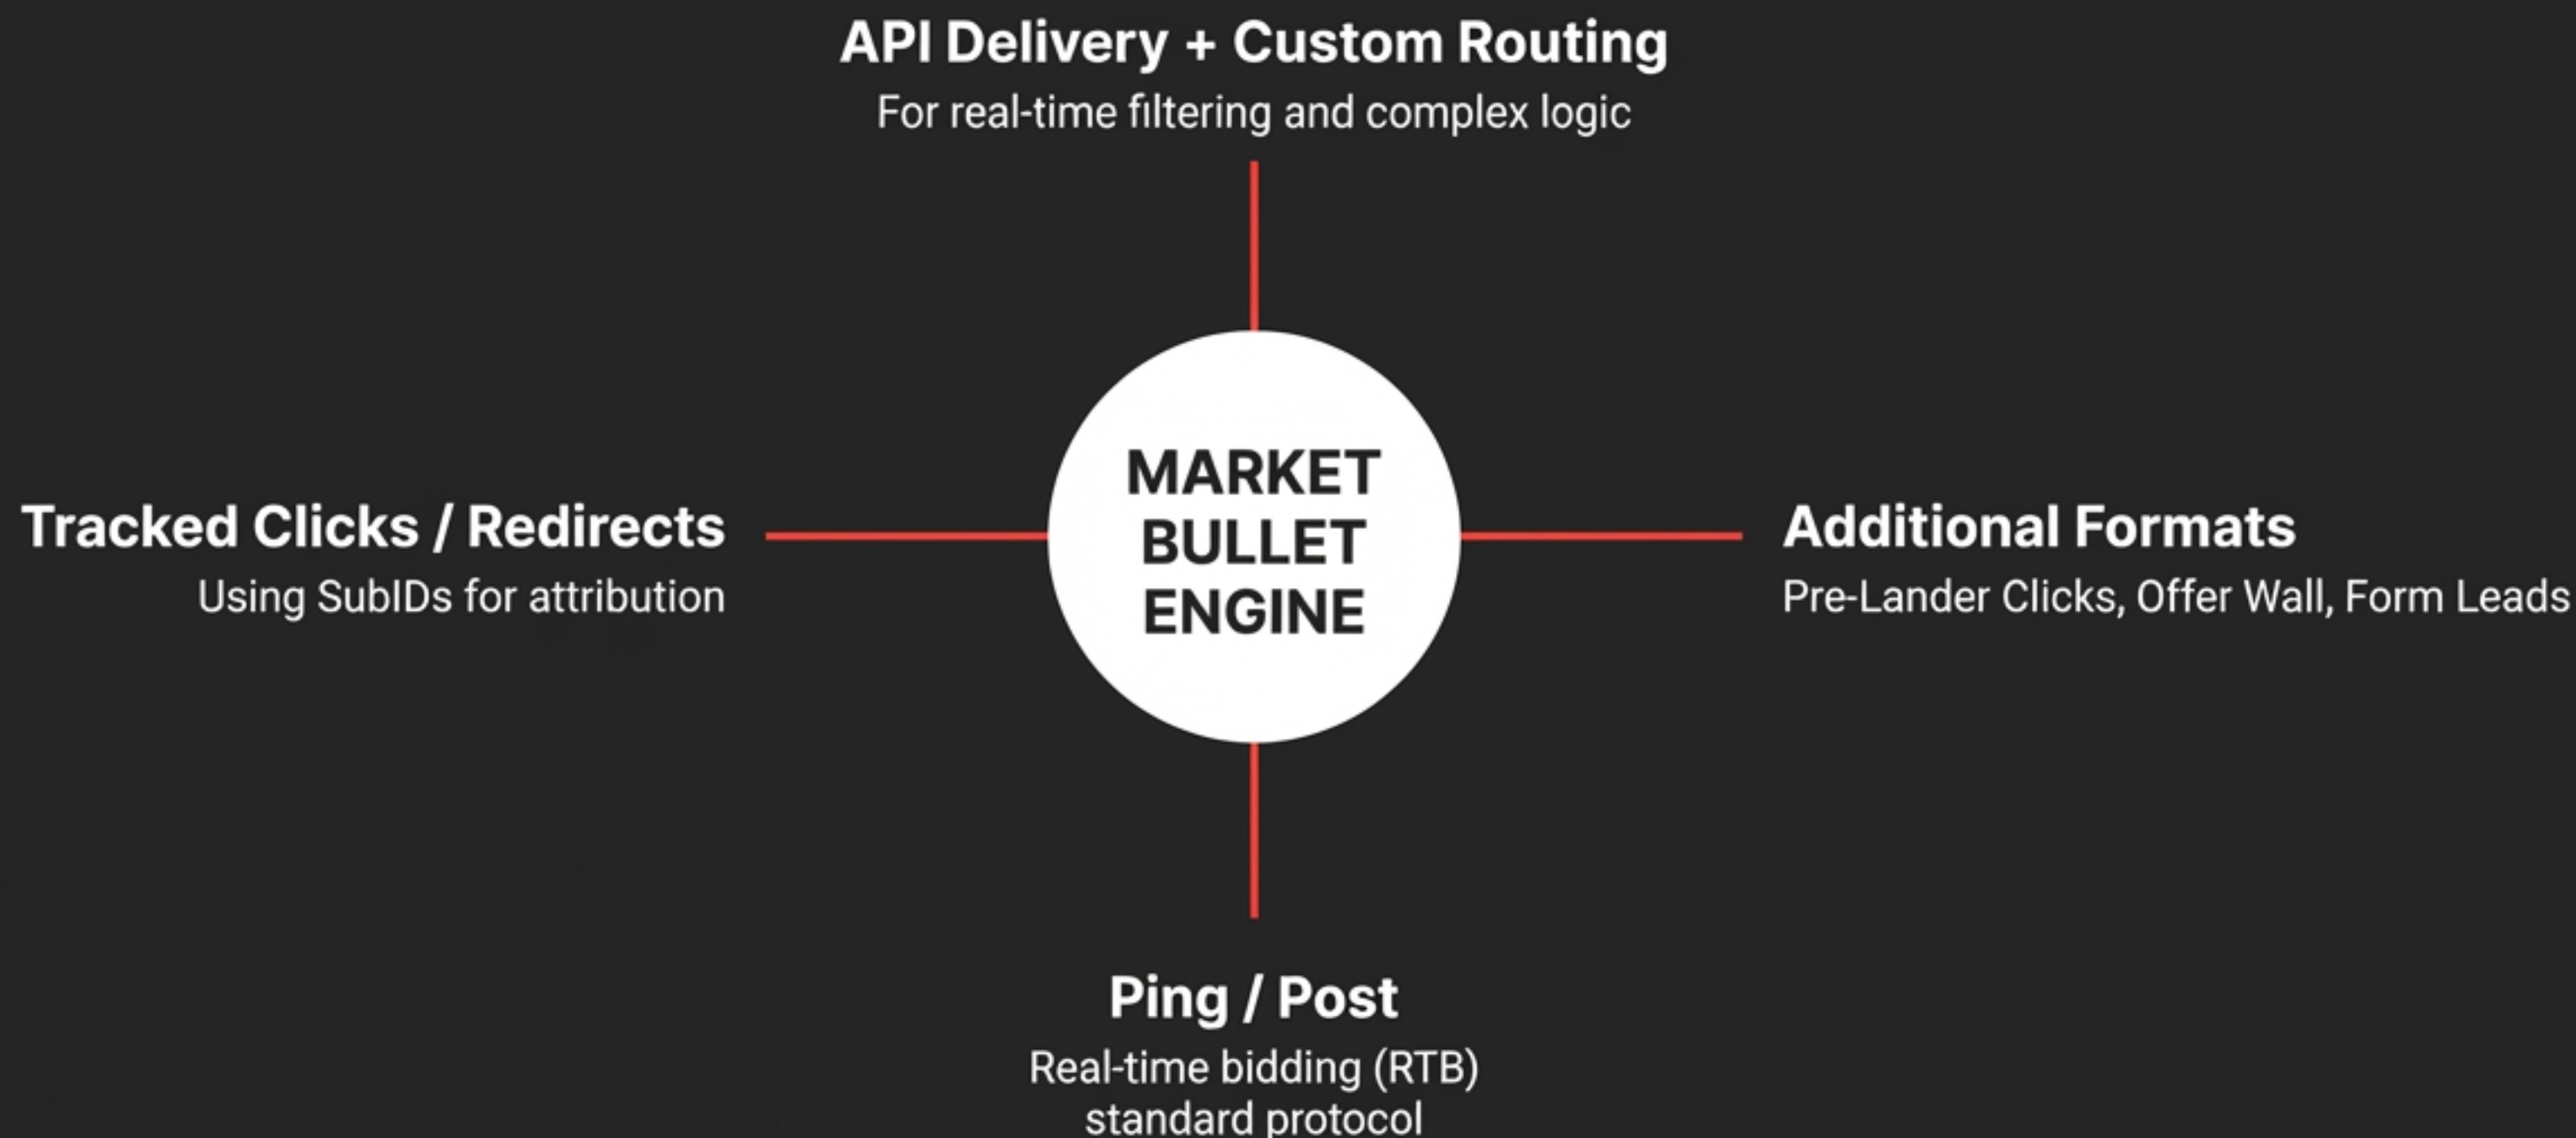 API Delivery + Custom Routing
For real-time filtering and complex logic
Tracked Clicks / Redirects
Using SubIDs for attribution
MARKET
BULLET
ENGINE
Additional Formats
Pre-Lander Clicks, Offer Wall, Form Leads
Ping / Post
Real-time bidding (RTB)
standard protocol